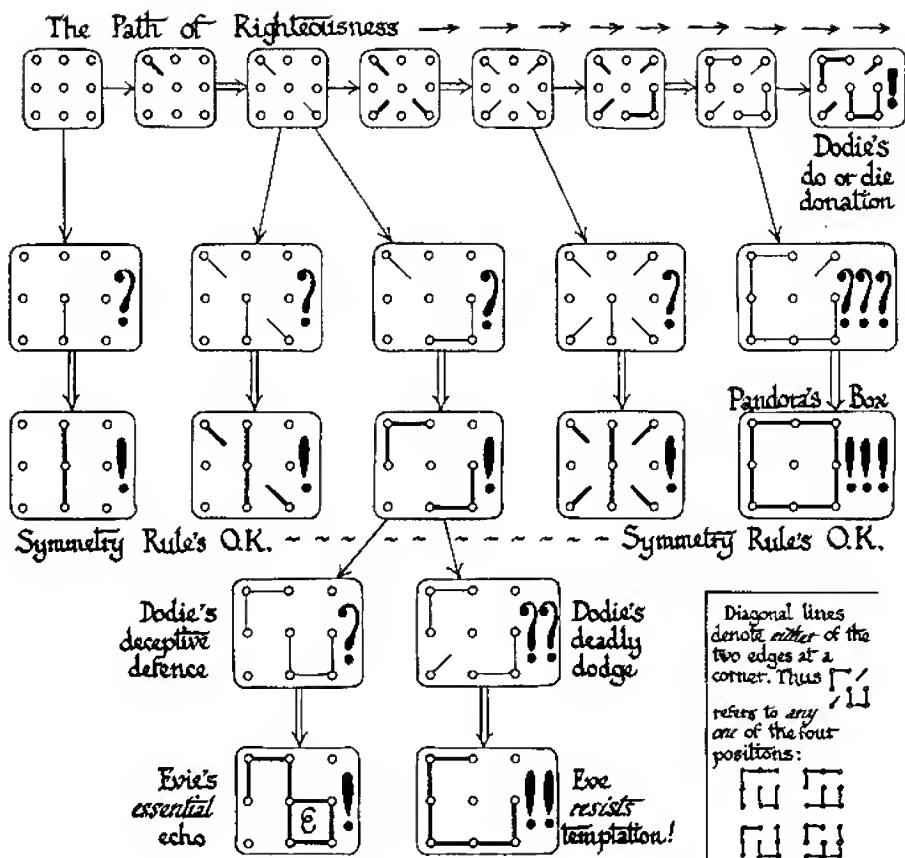 The Path of Righteousness
!
Dodie's
do or die
donation
? ? ? ? ???
Pandora's Box
! ! ! ! !!!
Symmetry Rule's O.K. - - - - - - - - - - Symmetry Rule's O.K.
Dodie's
deceptive
defence
?
??
Dodie's
deadly
dodge
Evie's
essential
echo
E
!
!!
Eve
resists
temptation!
Diagonal lines
denote either of the
two edges at a
corner. Thus
refers to any
one of the four
positions: